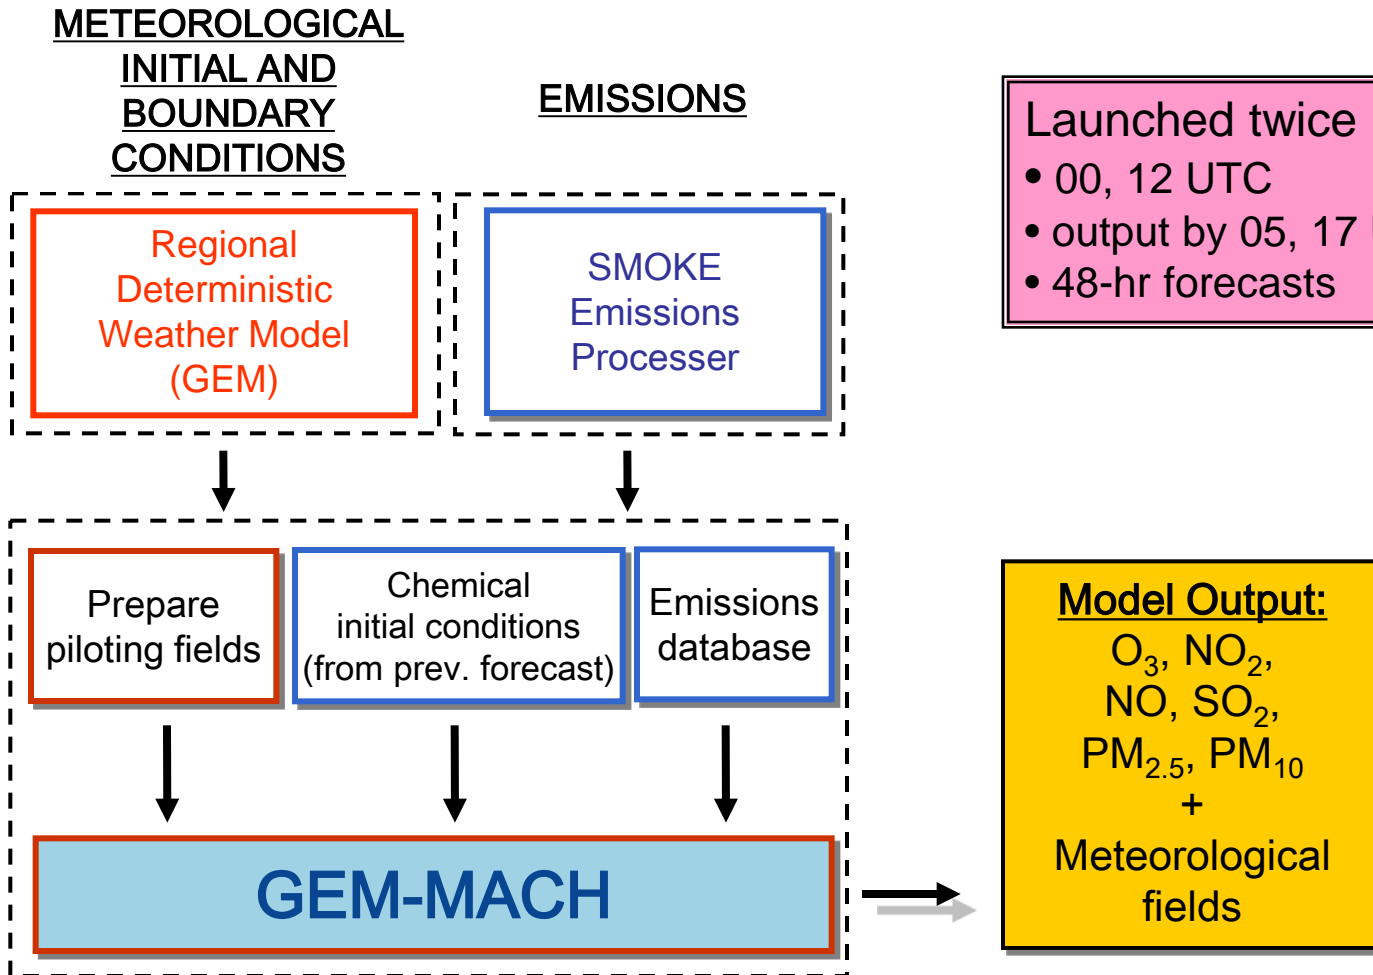 METEOROLOGICAL
INITIAL AND
BOUNDARY
CONDITIONS
EMISSIONS
Launched twice
• 00, 12 UTC
• output by 05, 17
• 48-hr forecasts
Regional
Deterministic
Weather Model
(GEM)
SMOKE
Emissions
Processer
Prepare
piloting fields
Chemical
initial conditions
(from prev. forecast)
Emissions
database
GEM-MACH
Model Output:
O3, NO2,
NO, SO2,
PM2.5, PM10
+
Meteorological
fields